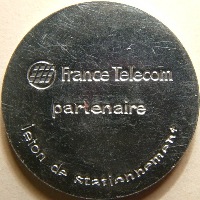 France Telecom
partenaire
jeton de stationnement